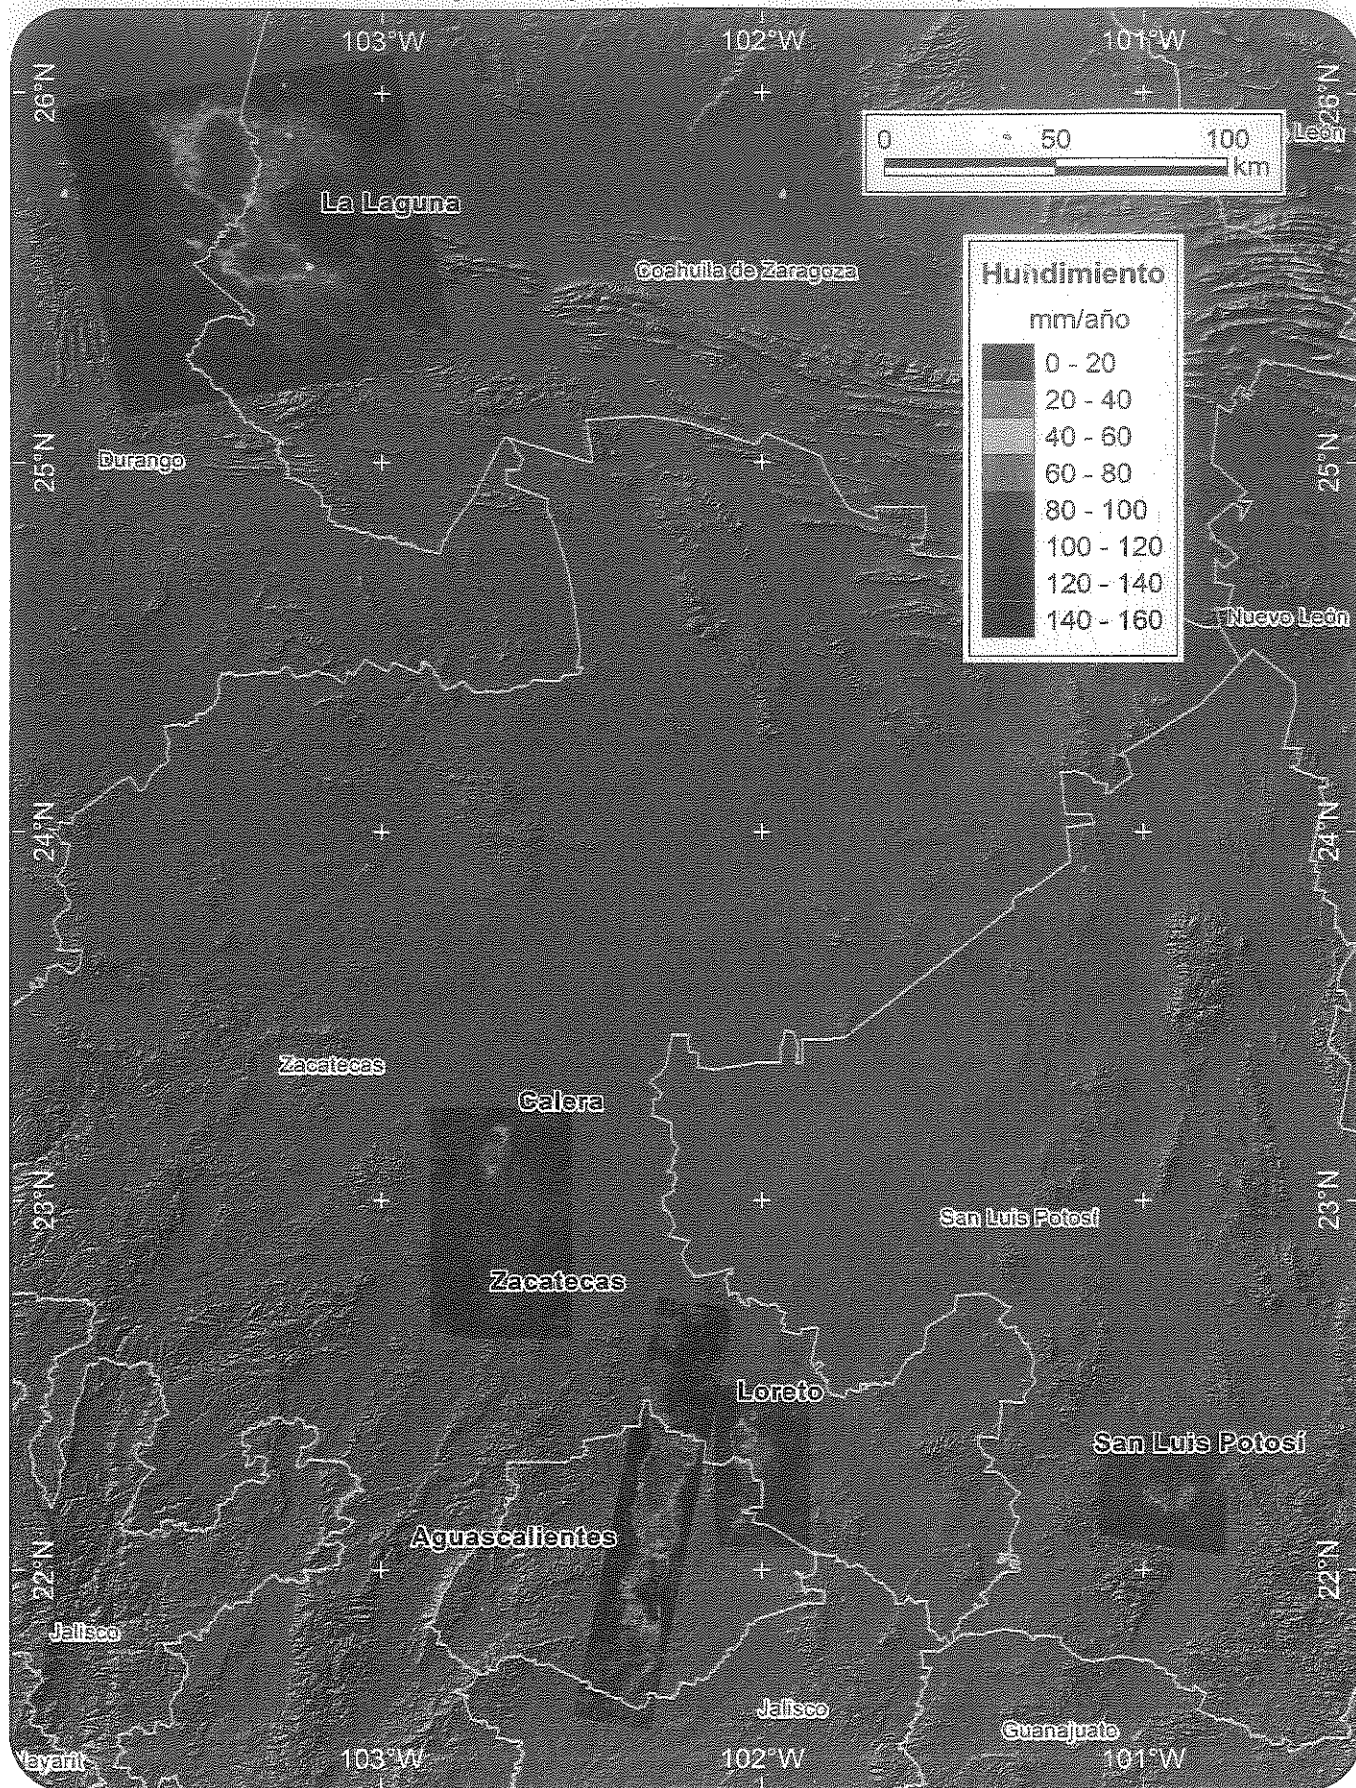 103°W 102°W 101°W
26°N 26°N
0 50 100
km
León
La Laguna
Coahuila de Zaragoza
Hundimiento
mm/año
0 - 20
20 - 40
40 - 60
60 - 80
80 - 100
100 - 120
120 - 140
140 - 160
25°N 25°N
Durango
Nuevo León
24°N 24°N
Zacatecas
Calera
23°N 23°N
San Luis Potosí
Zacatecas
Loreto
San Luis Potosí
Aguascalientes
22°N 22°N
Jalisco
Jalisco
Guanajuato
Nayarit
103°W 102°W 101°W